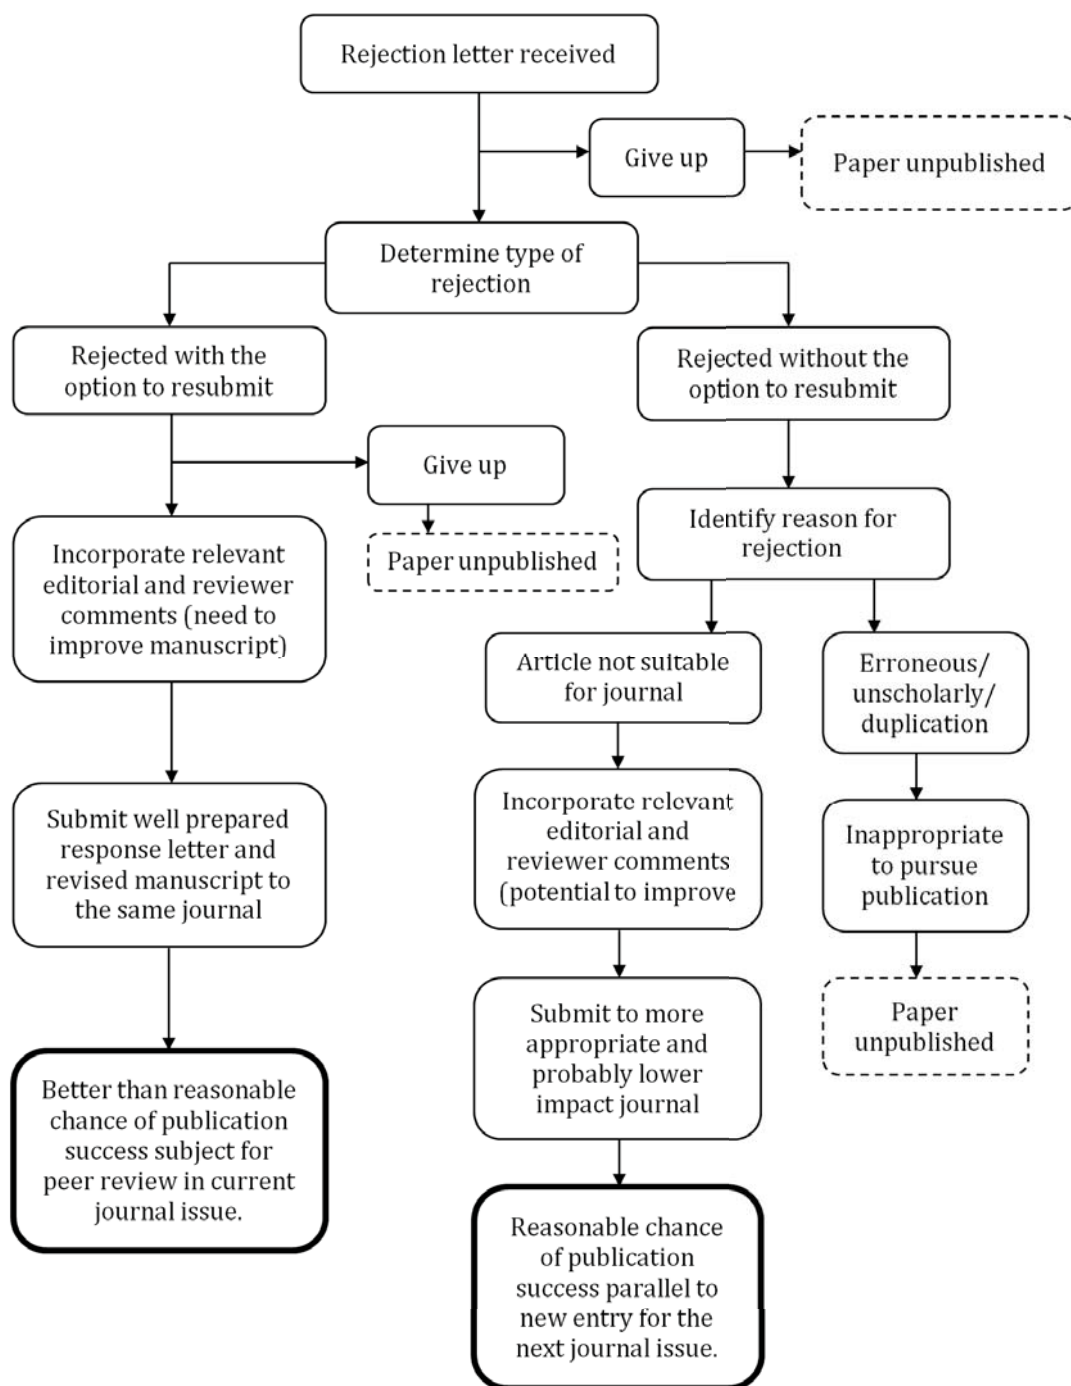 Rejection letter received
Give up
Paper unpublished
Determine type of
rejection
Rejected with the
option to resubmit
Rejected without the
option to resubmit
Give up
Paper unpublished
Identify reason for
rejection
Incorporate relevant
editorial and reviewer
comments (need to
improve manuscript)
Article not suitable
for journal
Erroneous/
unscholarly/
duplication
Submit well prepared
response letter and
revised manuscript to
the same journal
Incorporate relevant
editorial and
reviewer comments
(potential to improve
Inappropriate
to pursue
publication
Submit to more
appropriate and
probably lower
impact journal
Paper
unpublished
Better than reasonable
chance of publication
success subject for
peer review in current
journal issue.
Reasonable chance
of publication
success parallel to
new entry for the
next journal issue.